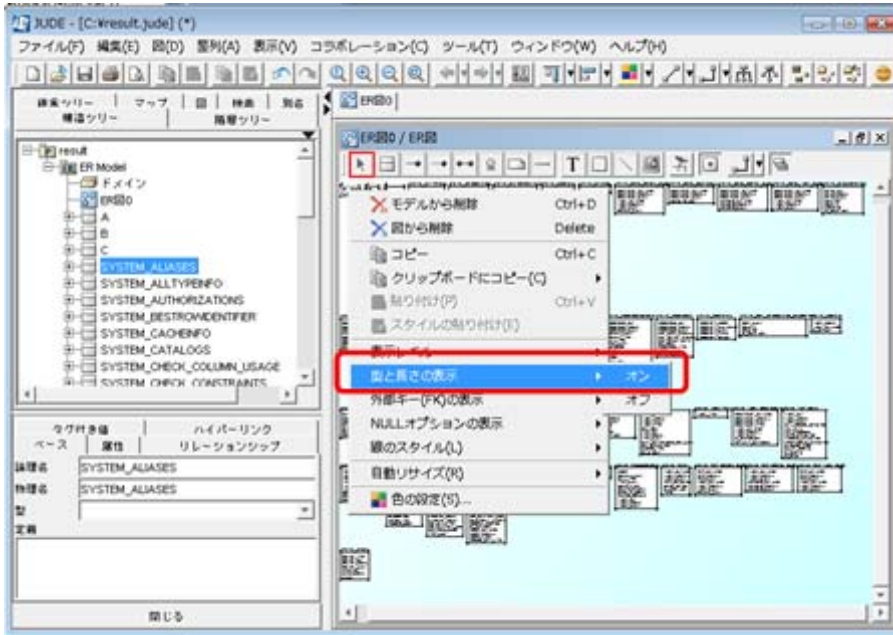 JUDE - [C:¥result.jude] (*)
ファイル(F) 編集(E) 図(D) 整列(A) 表示(V) コラボレーション(C) ツール(T) ウィンドウ(W) ヘルプ(H)
継承ツリー マップ 図 検索 別名
構造ツリー 階層ツリー
result
ER Model
ドメイン
ER図0
A
B
C
SYSTEM_ALIASES
SYSTEM_ALLTYPEINFO
SYSTEM_AUTHORIZATIONS
SYSTEM_BESTROWIDENTIFIER
SYSTEM_CACHEINFO
SYSTEM_CATALOGS
SYSTEM_CHECK_COLUMN_USAGE
SYSTEM_CHECK_CONSTRAINTS
タグ付き値 ハイパーリンク
ベース 属性 リレーションシップ
論理名 SYSTEM_ALIASES
物理名 SYSTEM_ALIASES
型
定義
閉じる
ER図0
ER図0 / ER図
T
モデルから削除 Ctrl+D
図から削除 Delete
コピー Ctrl+C
クリップボードにコピー(C)
貼り付け(P) Ctrl+V
スタイルの貼り付け(E)
表示レベル
型と長さの表示 オン
外部キー(FK)の表示 オフ
NULLオプションの表示
線のスタイル(L)
自動リサイズ(R)
色の設定(S)...